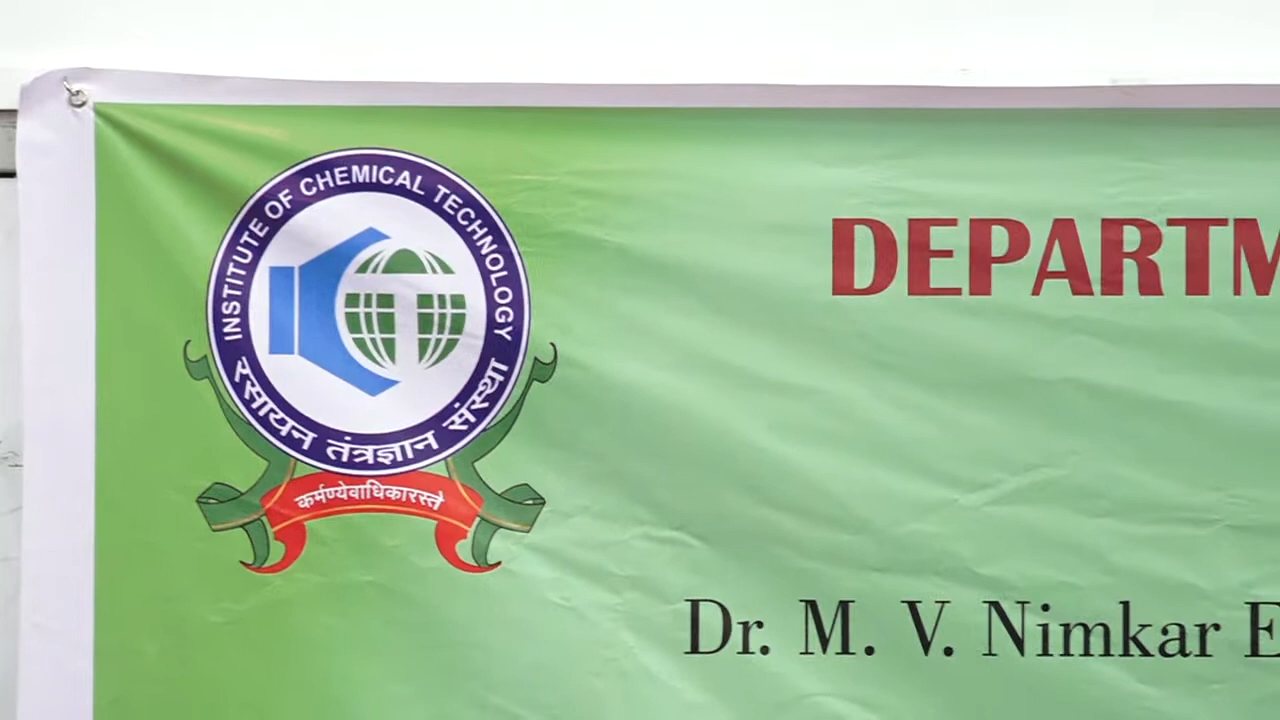 INSTITUTE OF CHEMICAL TECHNOLOGY
रसायन तंत्रज्ञान संस्था
कर्मण्येवाधिकारस्ते
DEPARTM
Dr. M. V. Nimkar E